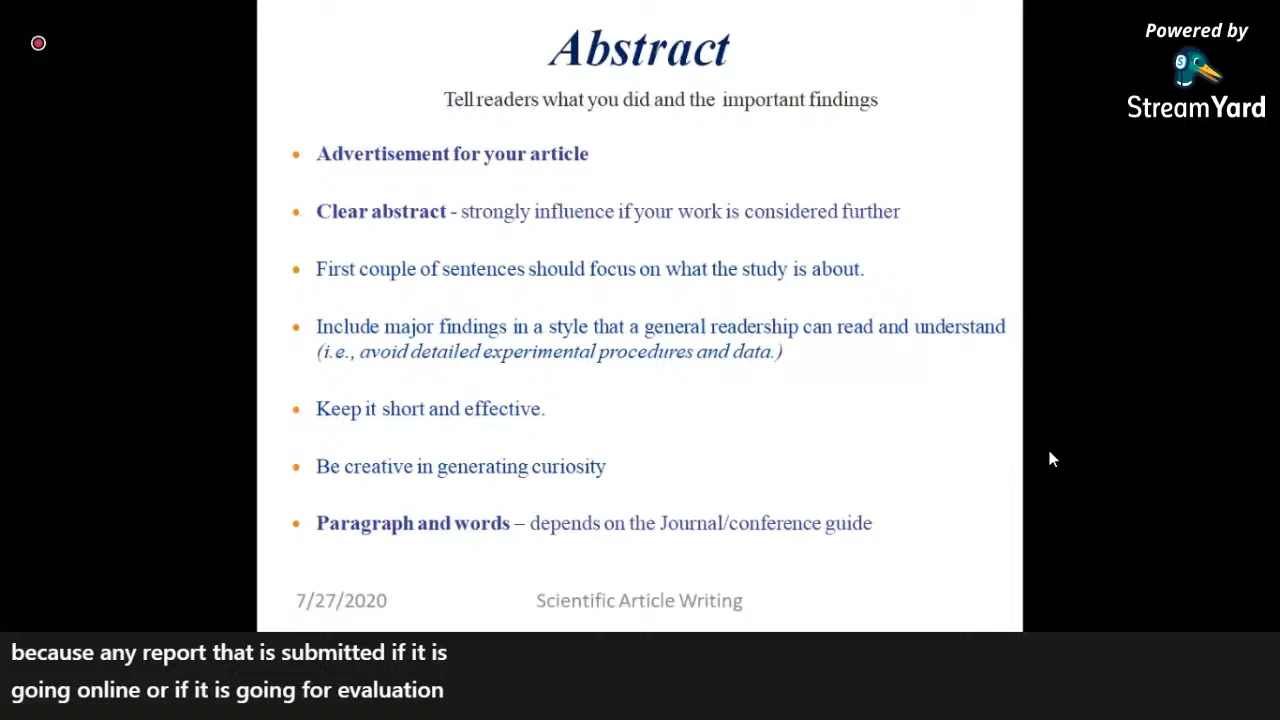 Powered by
StreamYard
Abstract
Tell readers what you did and the important findings
• Advertisement for your article
• Clear abstract - strongly influence if your work is considered further
• First couple of sentences should focus on what the study is about.
• Include major findings in a style that a general readership can read and understand
(i.e., avoid detailed experimental procedures and data.)
• Keep it short and effective.
• Be creative in generating curiosity
• Paragraph and words – depends on the Journal/conference guide
7/27/2020
Scientific Article Writing
because any report that is submitted if it is
going online or if it is going for evaluation